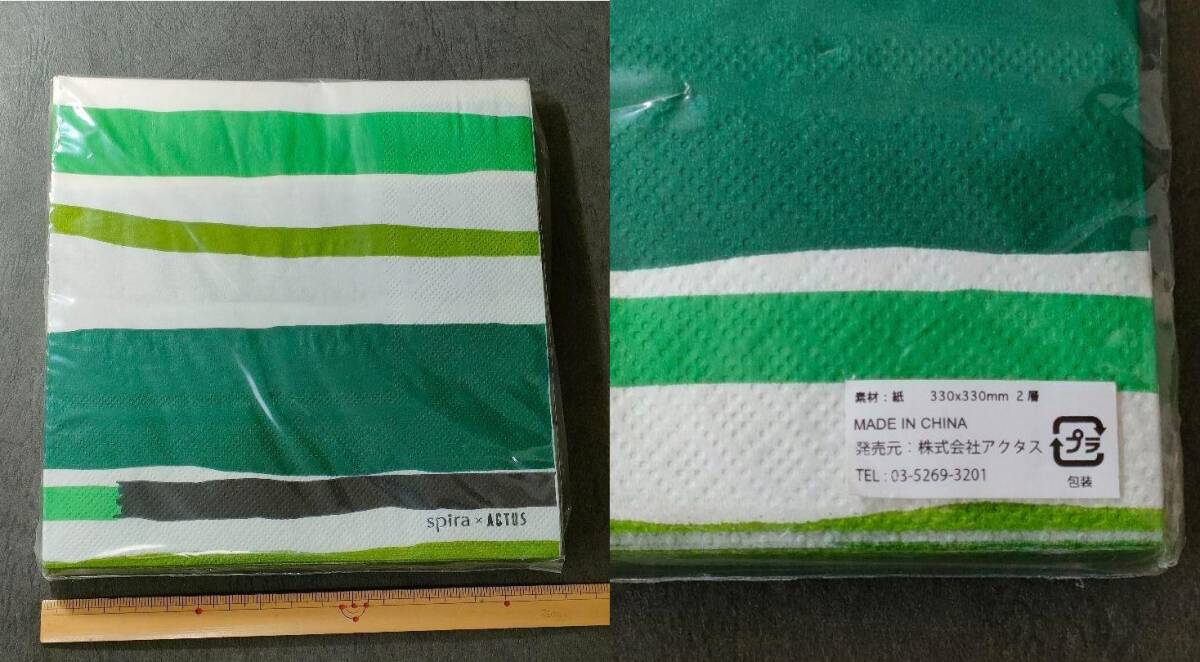 spira × ACTUS
素材：紙 330x330mm 2層
MADE IN CHINA
発売元：株式会社アクタス
TEL：03-5269-3201
プラ
包装